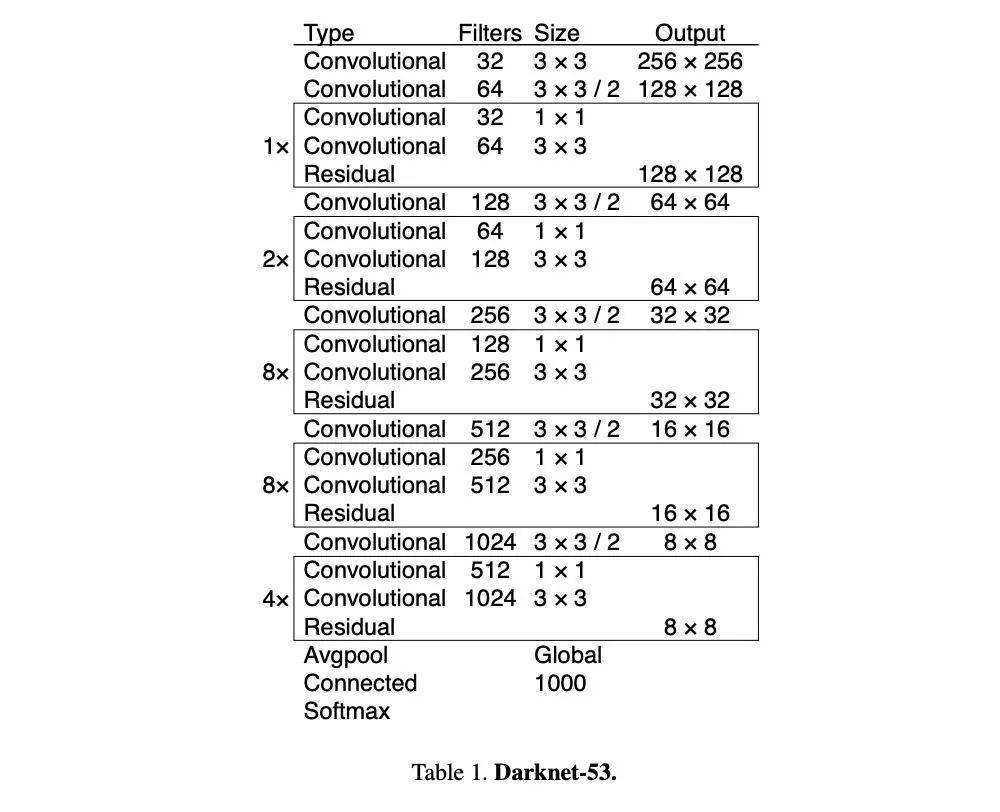 Type Filters Size Output
Convolutional 32 3 × 3 256 × 256
Convolutional 64 3 × 3 / 2 128 × 128
Convolutional 32 1 × 1
1× Convolutional 64 3 × 3
Residual 128 × 128
Convolutional 128 3 × 3 / 2 64 × 64
Convolutional 64 1 × 1
2× Convolutional 128 3 × 3
Residual 64 × 64
Convolutional 256 3 × 3 / 2 32 × 32
Convolutional 128 1 × 1
8× Convolutional 256 3 × 3
Residual 32 × 32
Convolutional 512 3 × 3 / 2 16 × 16
Convolutional 256 1 × 1
8× Convolutional 512 3 × 3
Residual 16 × 16
Convolutional 1024 3 × 3 / 2 8 × 8
Convolutional 512 1 × 1
4× Convolutional 1024 3 × 3
Residual 8 × 8
Avgpool Global
Connected 1000
Softmax
Table 1. Darknet-53.